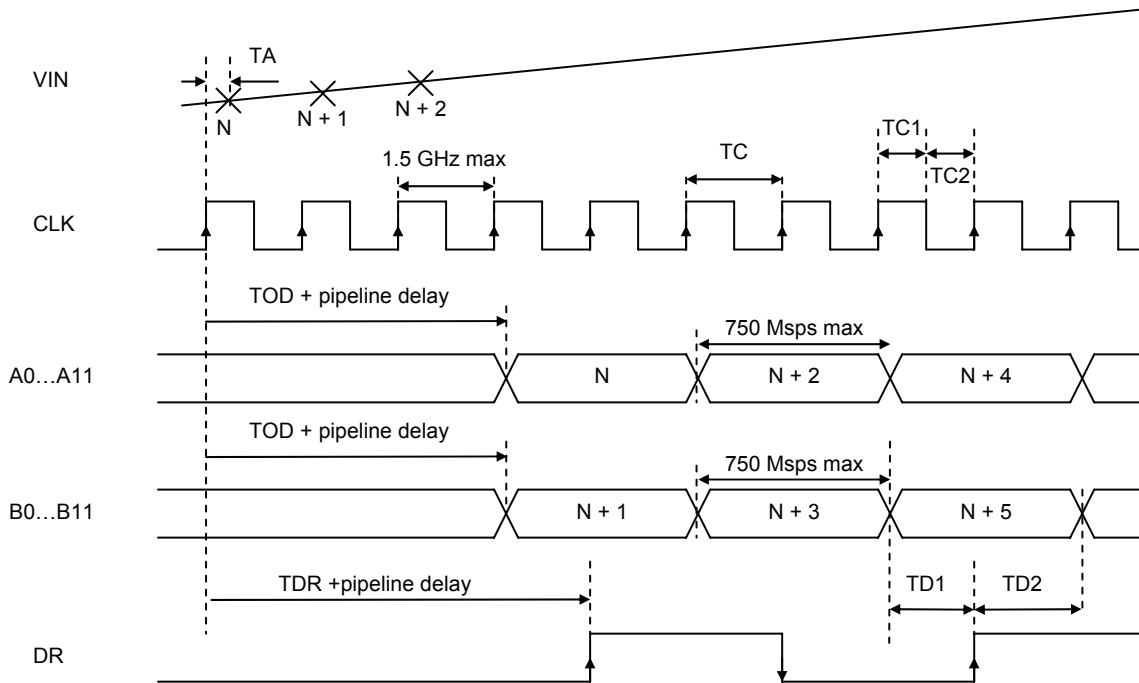 VIN
TA
N
N + 1
N + 2
1.5 GHz max
TC
TC1
TC2
CLK
TOD + pipeline delay
750 Msps max
A0…A11
N
N + 2
N + 4
TOD + pipeline delay
750 Msps max
B0…B11
N + 1
N + 3
N + 5
TDR +pipeline delay
TD1
TD2
DR